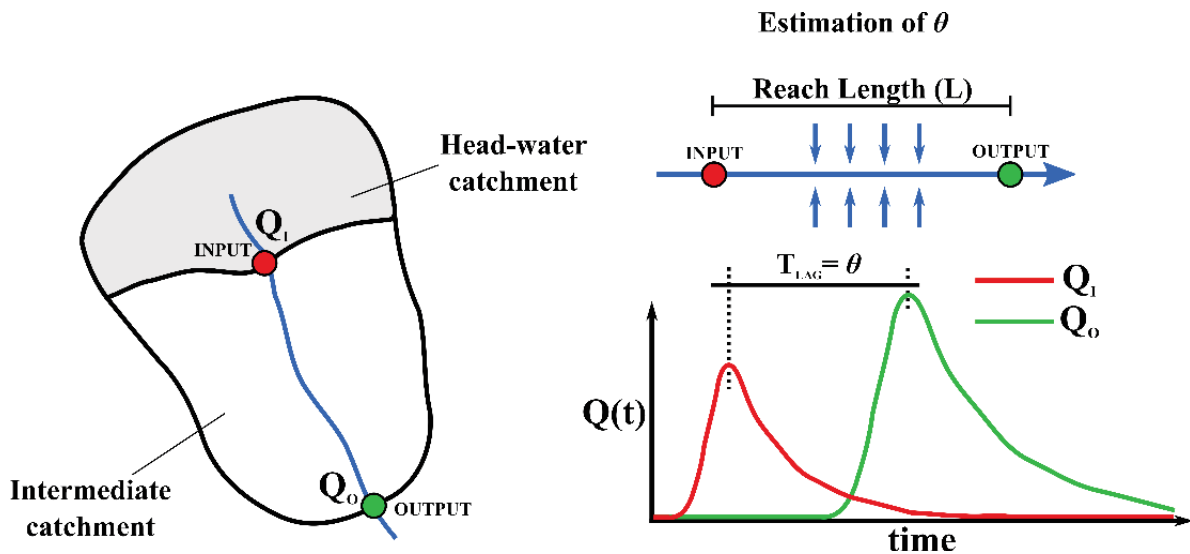 Estimation of θ
Reach Length (L)
INPUT
OUTPUT
Head-water
catchment
Q_I
INPUT
T_LAG = θ
Q_I
Q_O
Q(t)
time
Intermediate
catchment
Q_O
OUTPUT